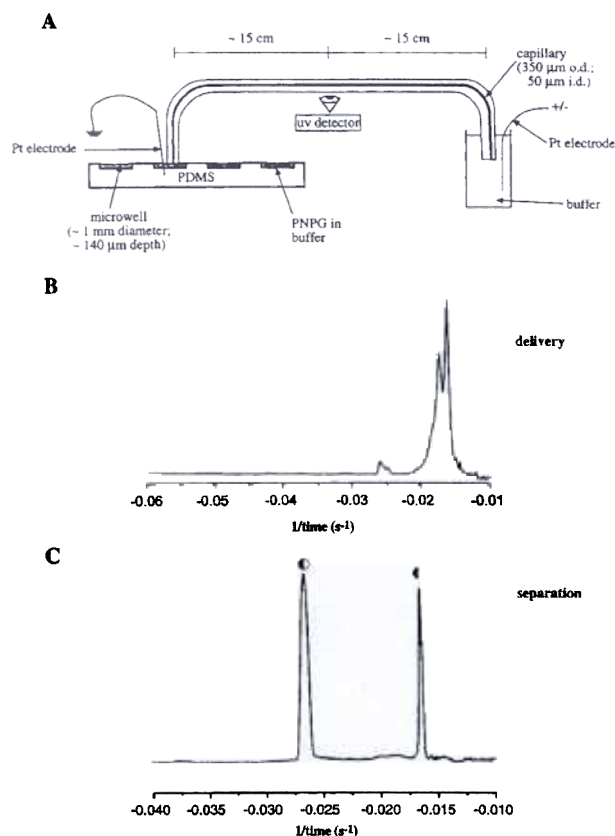 A
~ 15 cm
~ 15 cm
capillary
(350 µm o.d.;
50 µm i.d.)
+/-
uv detector
Pt electrode
Pt electrode
PDMS
microwell
(~ 1 mm diameter;
~ 140 µm depth)
PNPG in
buffer
buffer
B
delivery
-0.06 -0.05 -0.04 -0.03 -0.02 -0.01
1/time (s-1)
C
separation
-0.040 -0.035 -0.030 -0.025 -0.020 -0.015 -0.010
1/time (s-1)